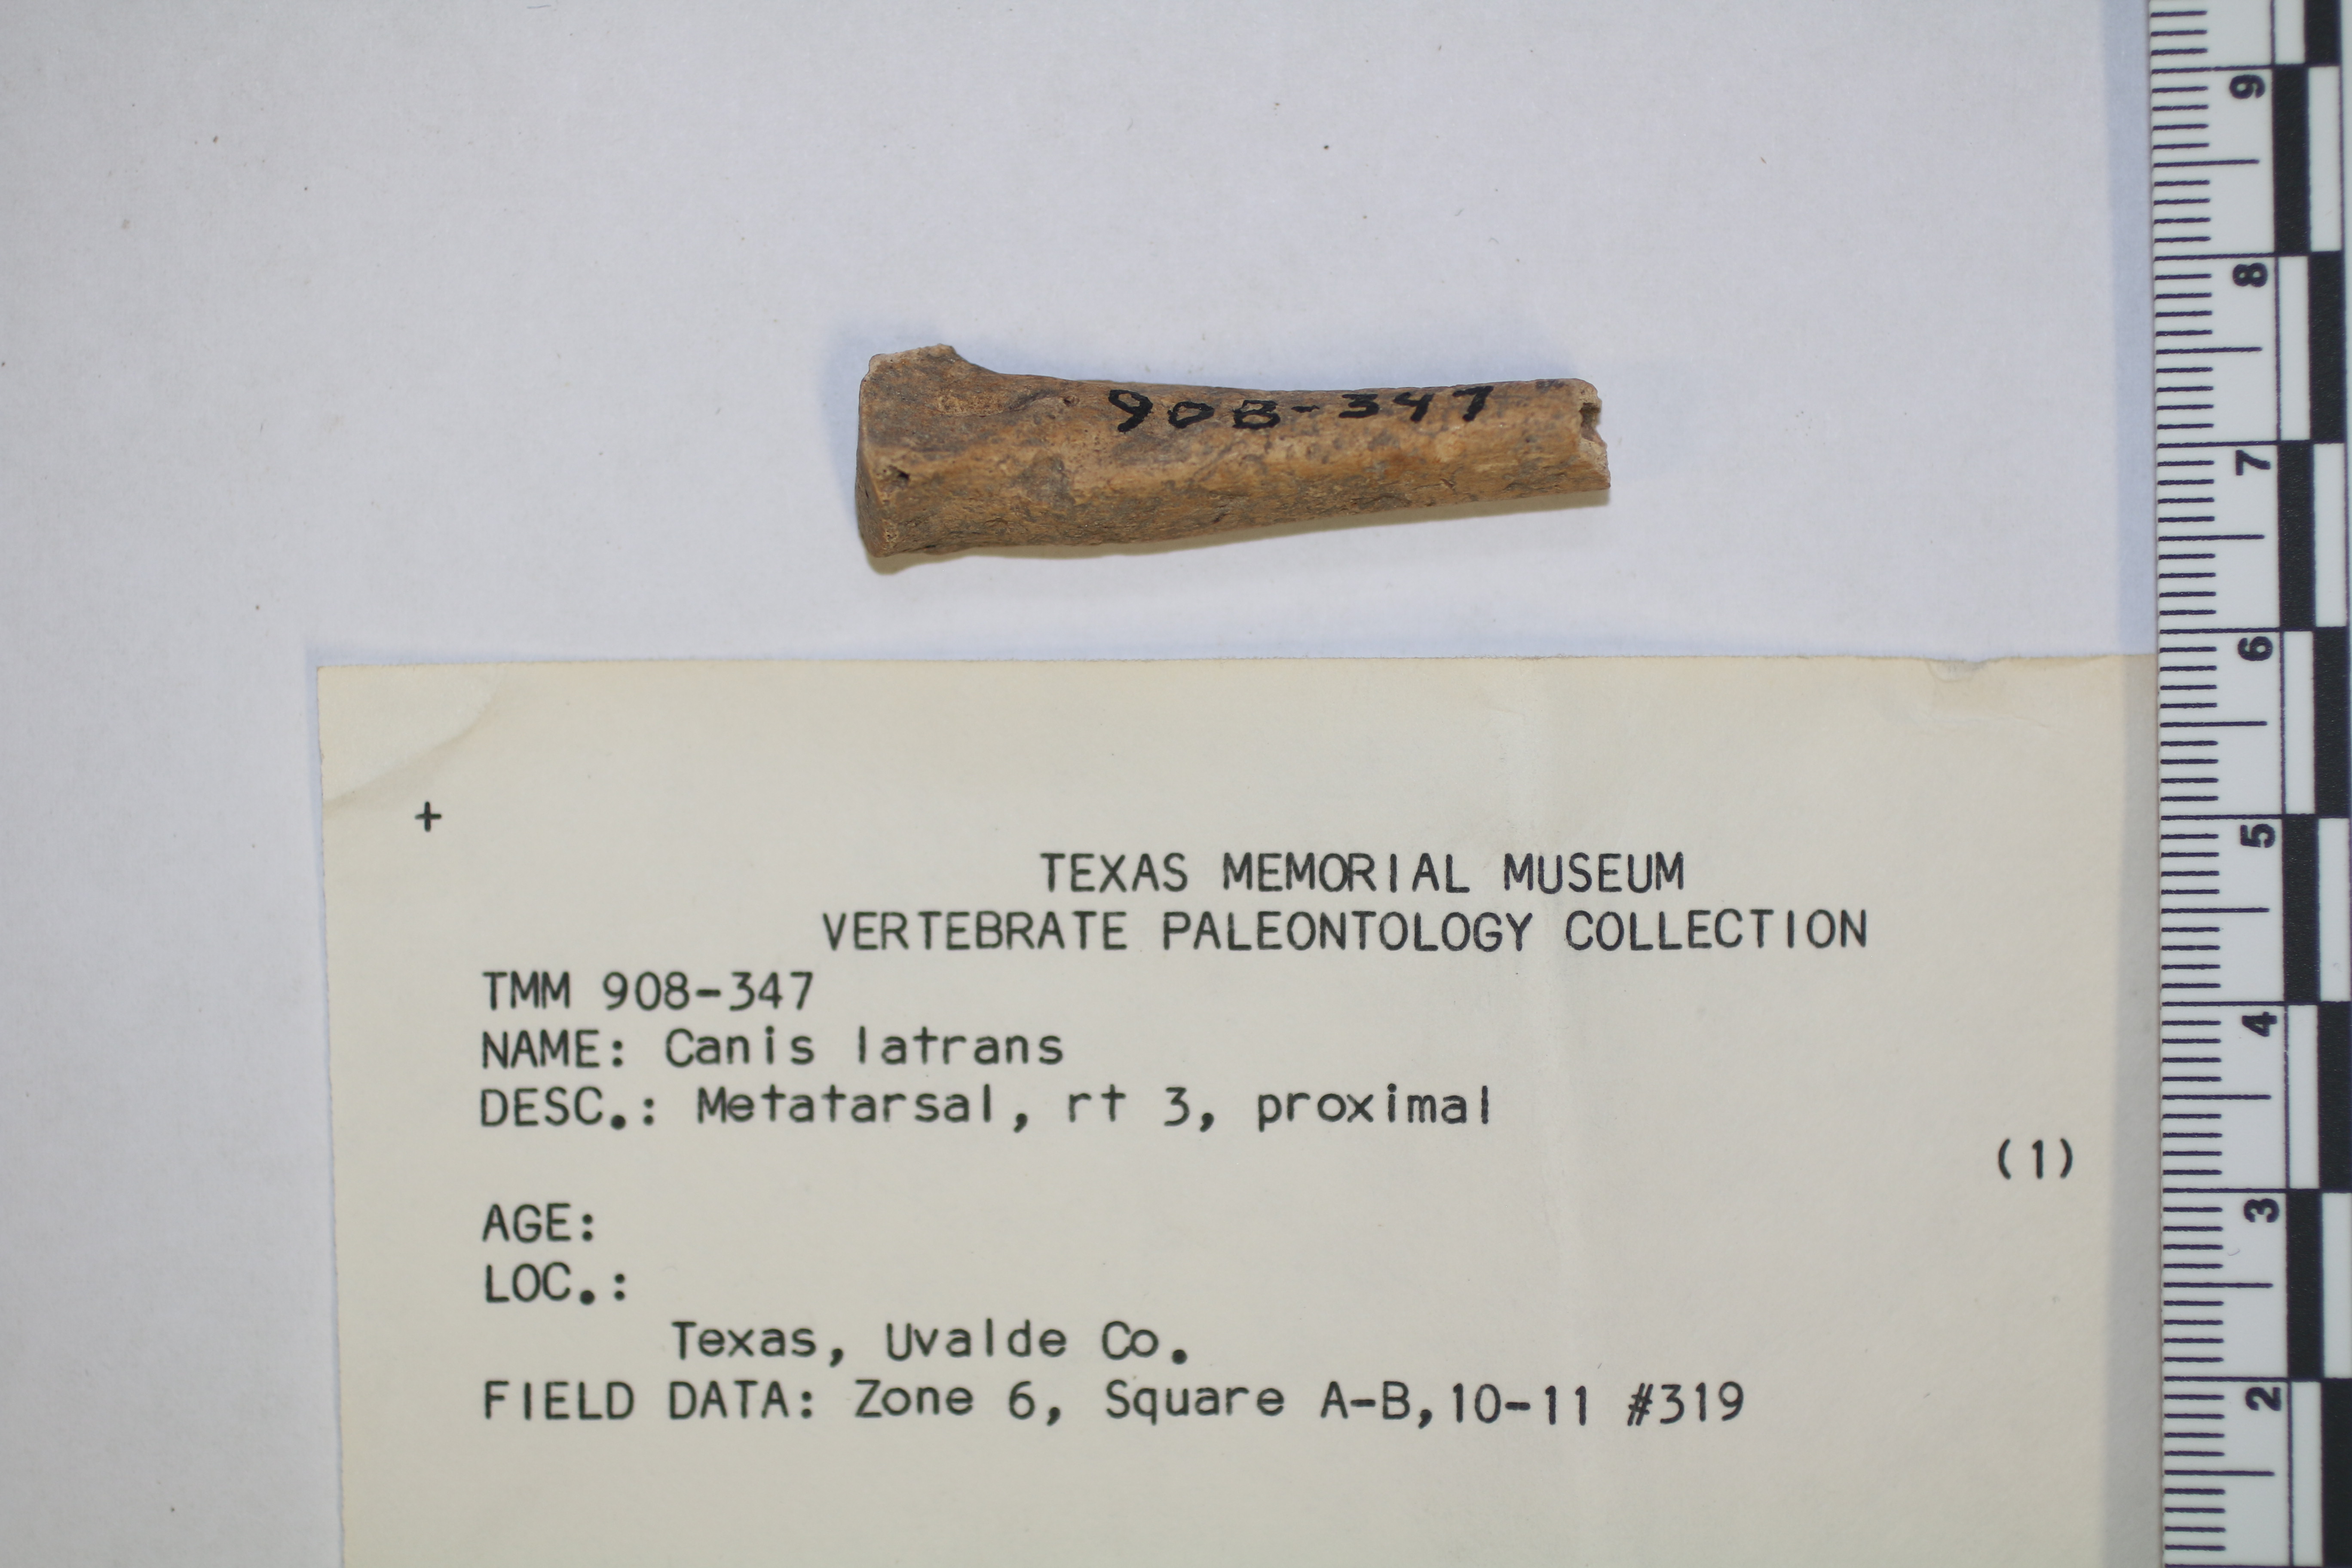 908-347
+
TEXAS MEMORIAL MUSEUM
VERTEBRATE PALEONTOLOGY COLLECTION
TMM 908-347
NAME: Canis latrans
DESC.: Metatarsal, rt 3, proximal
(1)
AGE:
LOC.:
Texas, Uvalde Co.
FIELD DATA: Zone 6, Square A-B,10-11 #319
9
8
7
6
5
4
3
2